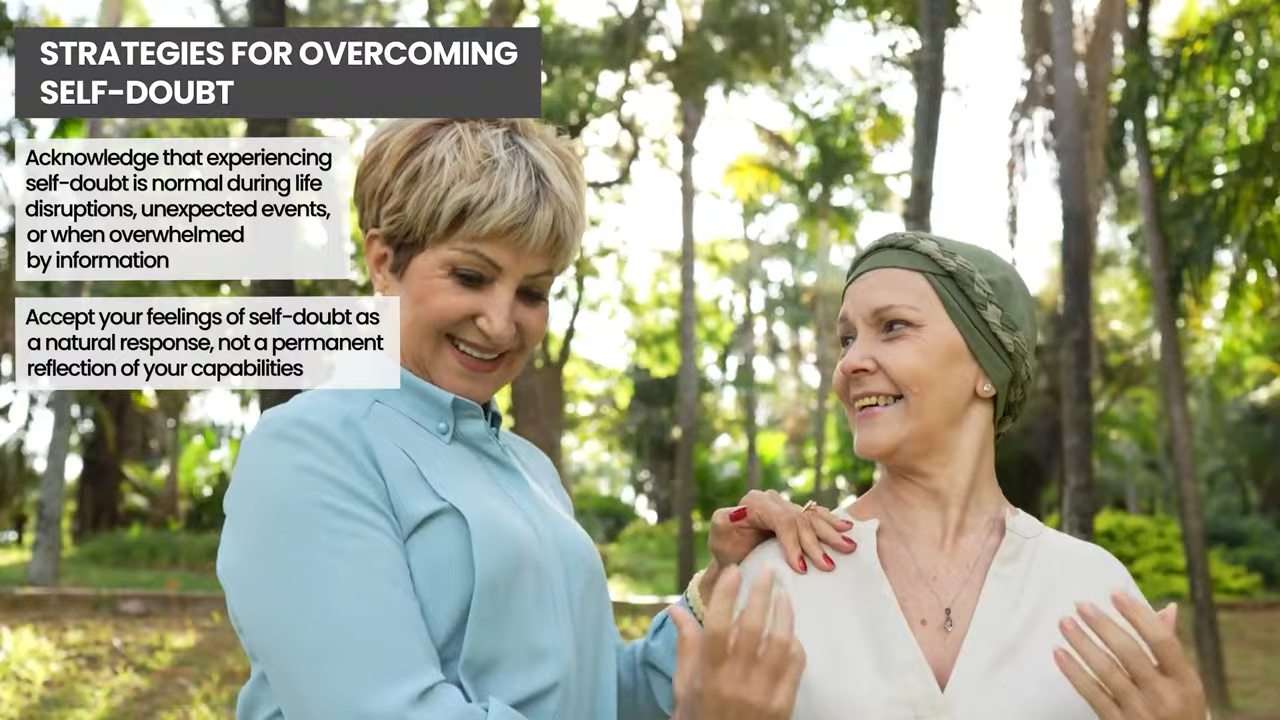 STRATEGIES FOR OVERCOMING
SELF-DOUBT
Acknowledge that experiencing
self-doubt is normal during life
disruptions, unexpected events,
or when overwhelmed
by information
Accept your feelings of self-doubt as
a natural response, not a permanent
reflection of your capabilities